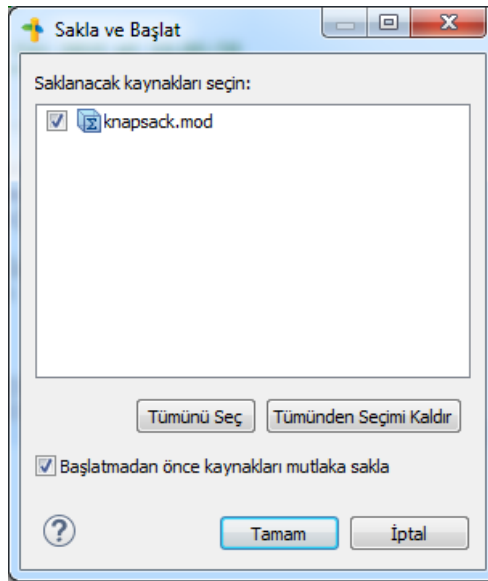 Sakla ve Başlat
Saklanacak kaynakları seçin:
knapsack.mod
Tümünü Seç
Tümünden Seçimi Kaldır
Başlatmadan önce kaynakları mutlaka sakla
Tamam
İptal